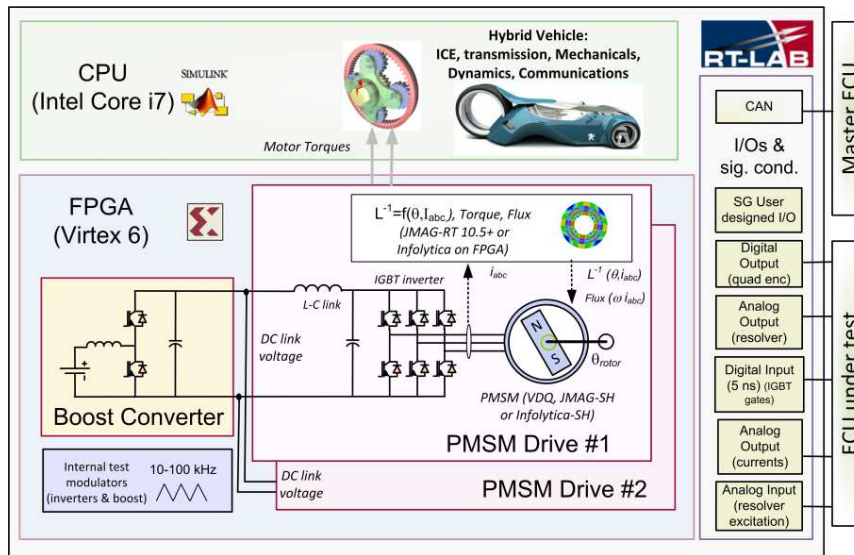 Hybrid Vehicle:
ICE, transmission, Mechanicals,
Dynamics, Communications
CPU
(Intel Core i7)
SIMULINK
Motor Torques
RT-LAB
CAN
I/Os &
sig. cond.
SG User
designed I/O
Digital
Output
(quad enc)
Analog
Output
(resolver)
Digital Input
(5 ns) (IGBT
gates)
Analog
Output
(currents)
Analog Input
(resolver
excitation)
Master ECU
ECU under test
FPGA
(Virtex 6)
L⁻¹=f(θ,Iabc), Torque, Flux
(JMAG-RT 10.5+ or
Infolytica on FPGA)
iabc
L⁻¹ (θ,iabc)
Flux (ω iabc)
IGBT inverter
L-C link
DC link
voltage
N
S
θrotor
PMSM (VDQ, JMAG-SH
or Infolytica-SH)
+
-
Boost Converter
PMSM Drive #1
PMSM Drive #2
DC link
voltage
Internal test
modulators
(inverters & boost)
10-100 kHz